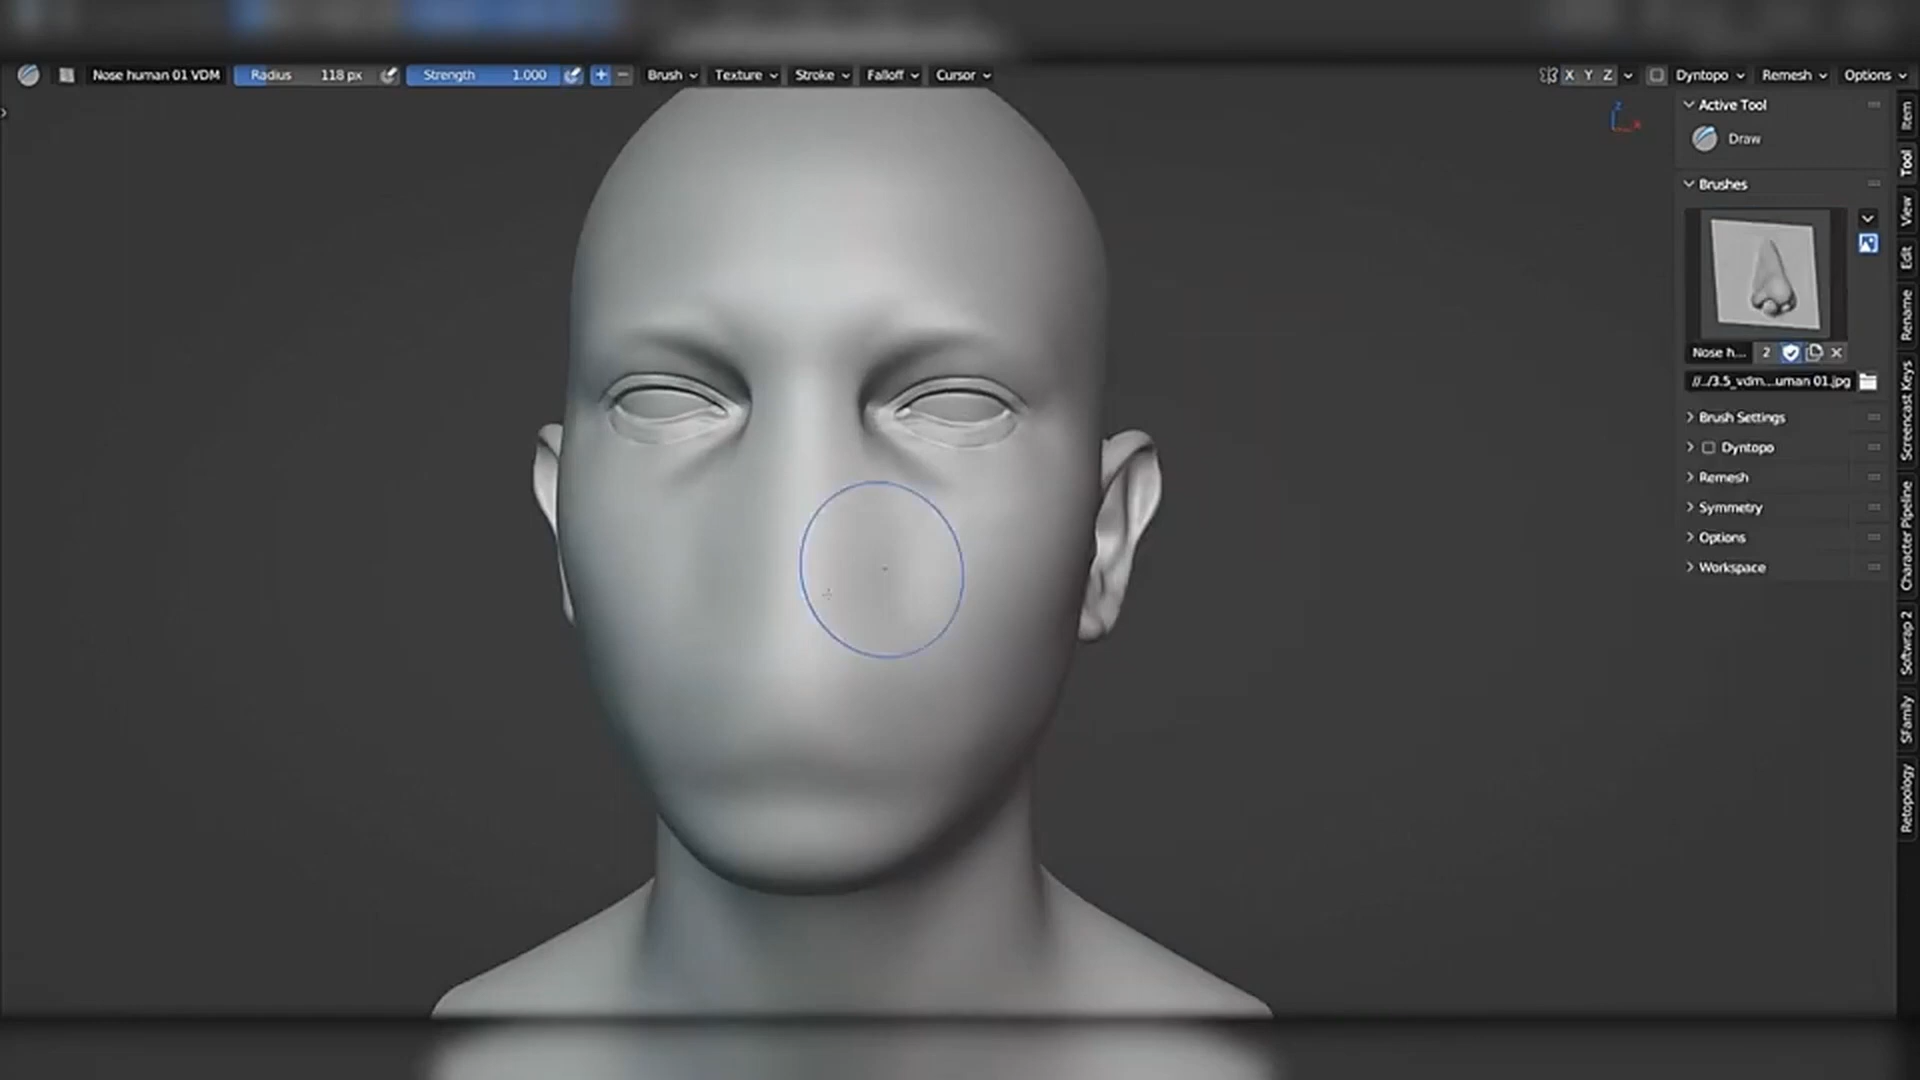 Nose human 01 VDM Radius 118 px Strength 1.000 + − Brush Texture Stroke Falloff Cursor X Y Z Dyntopo Remesh Options
Active Tool
Draw
Brushes
Nose h... 2
//../3.5_vdm...uman 01.jpg
Brush Settings
Dyntopo
Remesh
Symmetry
Options
Workspace
Z
X
Item
Tool
View
Edit
Rename
Screencast Keys
Character Pipeline
Softwrap 2
SFamily
Retopology